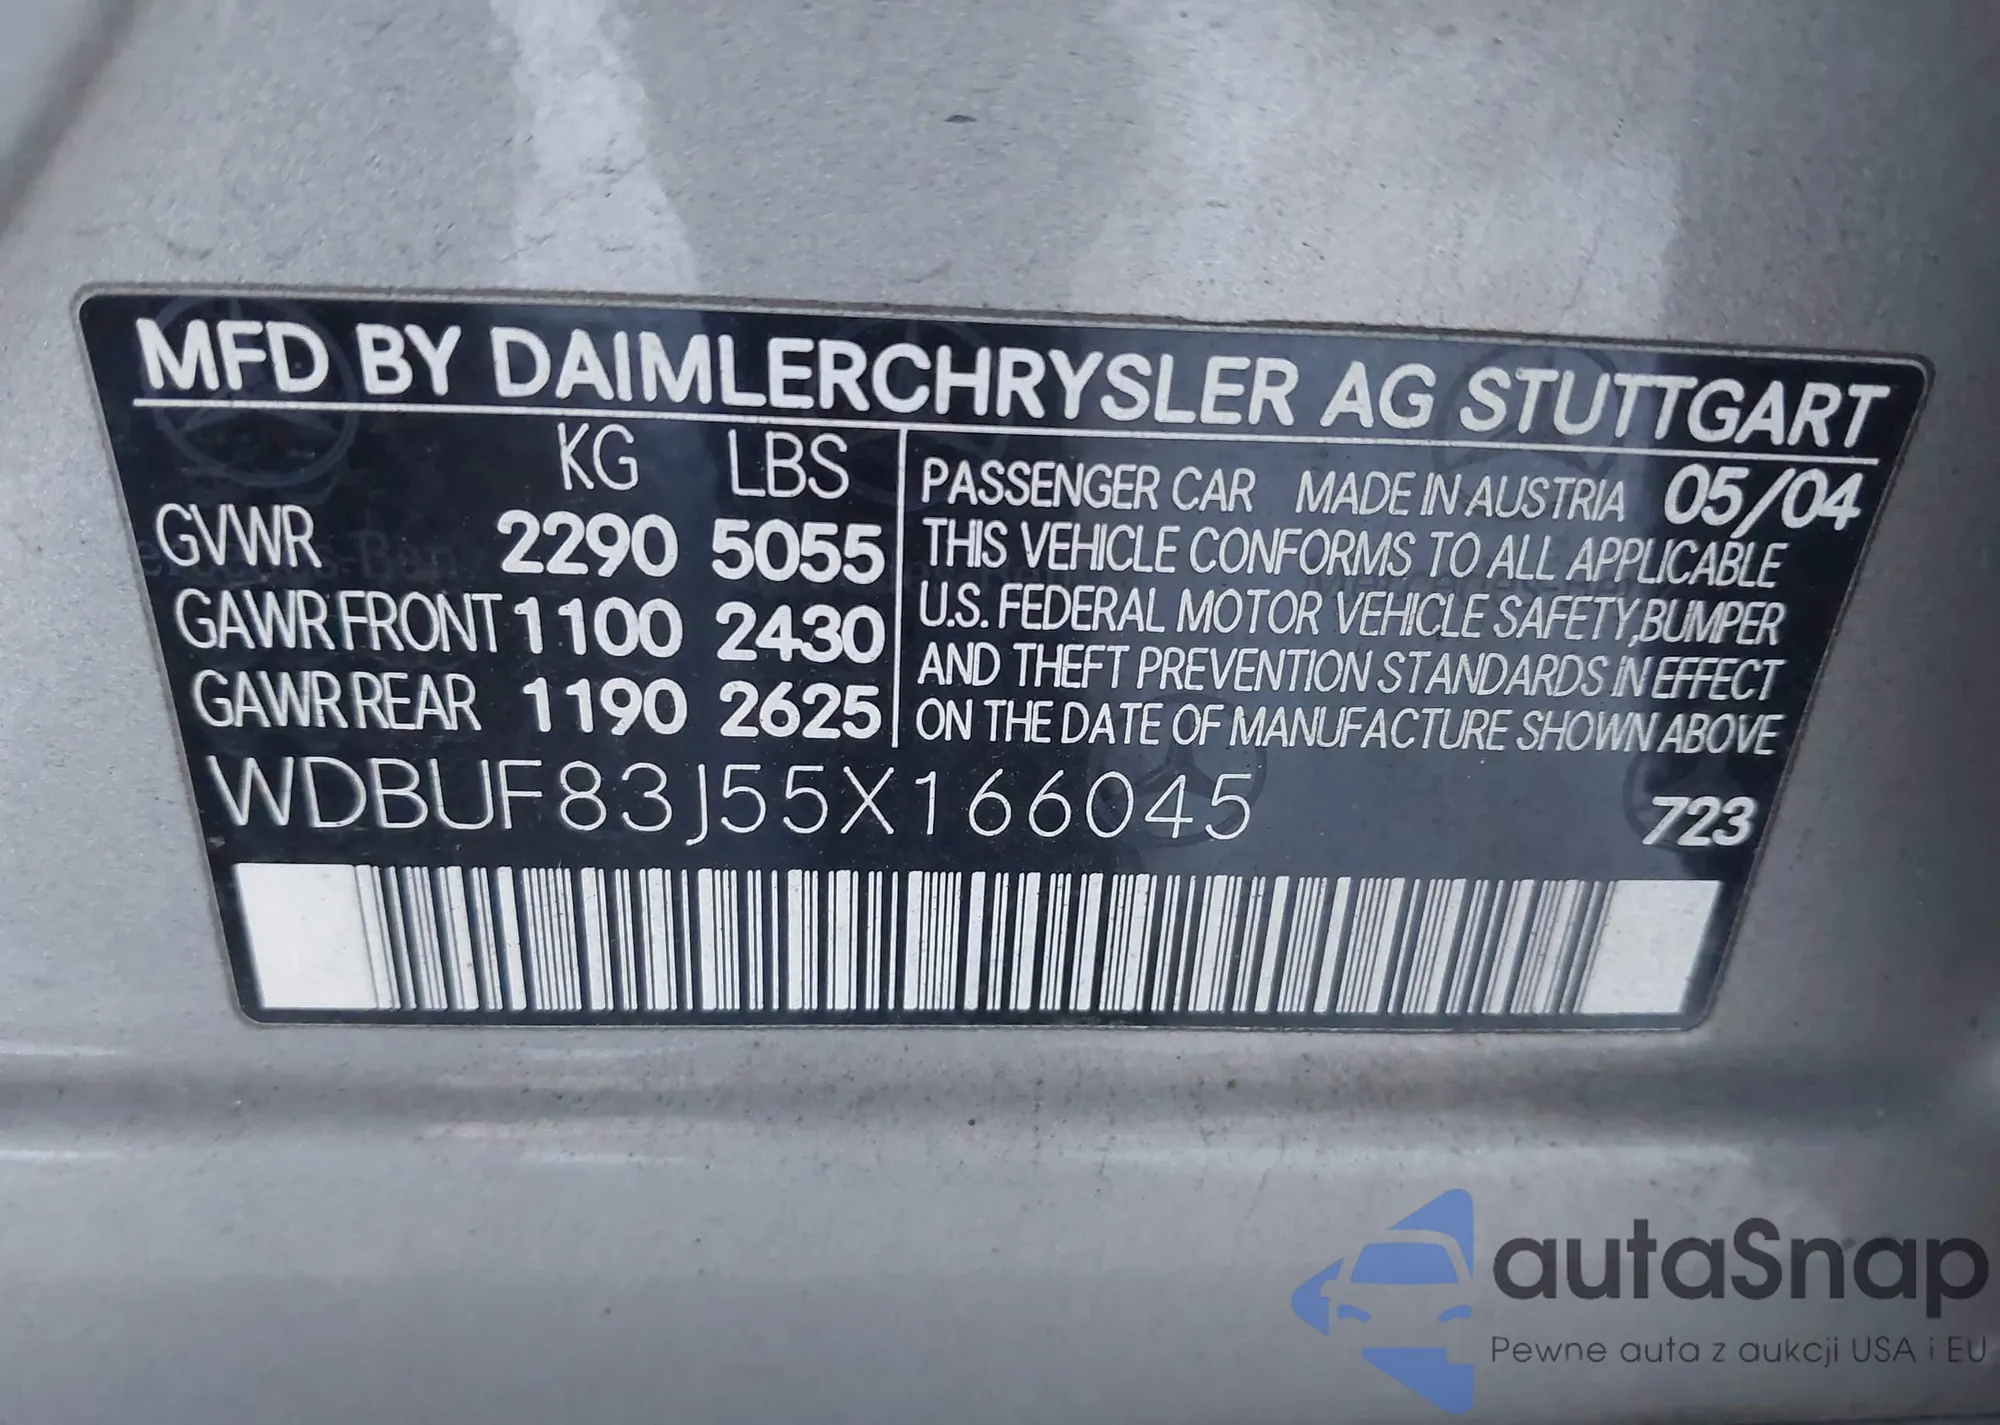 MFD BY DAIMLERCHRYSLER AG STUTTGART
KG LBS
GVWR 2290 5055
GAWR FRONT 1100 2430
GAWR REAR 1190 2625
PASSENGER CAR MADE IN AUSTRIA 05/04
THIS VEHICLE CONFORMS TO ALL APPLICABLE
U.S. FEDERAL MOTOR VEHICLE SAFETY, BUMPER
AND THEFT PREVENTION STANDARDS IN EFFECT
ON THE DATE OF MANUFACTURE SHOWN ABOVE
WDBUF83J55X166045
723
autaSnap
Pewne auta z aukcji USA i EU